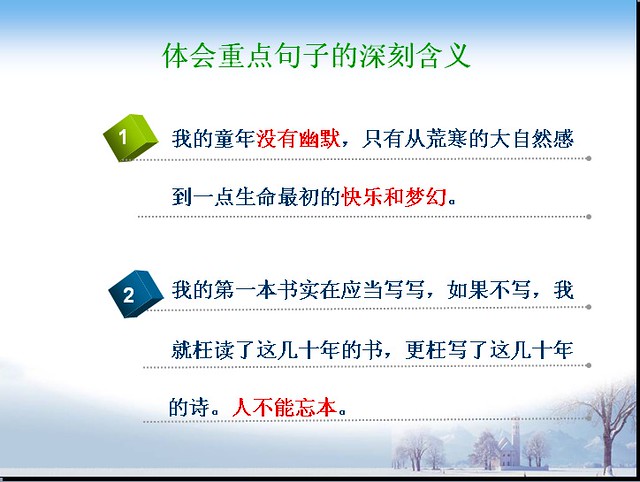 体会重点句子的深刻含义
1
我的童年没有幽默，只有从荒寒的大自然感
到一点生命最初的快乐和梦幻。
2
我的第一本书实在应当写写，如果不写，我
就枉读了这几十年的书，更枉写了这几十年
的诗。人不能忘本。